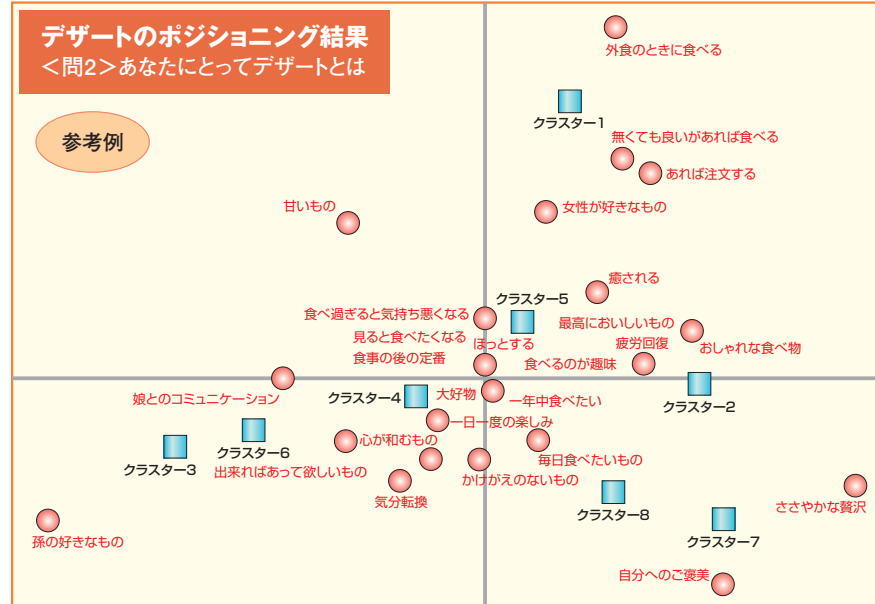 デザートのポジショニング結果
＜問2＞あなたにとってデザートとは
参考例
外食のときに食べる
クラスター1
無くても良いがあれば食べる
あれば注文する
甘いもの
女性が好きなもの
癒される
クラスター5
食べ過ぎると気持ち悪くなる
最高においしいもの
見ると食べたくなる
ほっとする
疲労回復
おしゃれな食べ物
食事の後の定番
食べるのが趣味
娘とのコミュニケーション
クラスター4
大好物
一年中食べたい
クラスター2
一日一度の楽しみ
クラスター3
クラスター6
心が和むもの
出来ればあって欲しいもの
毎日食べたいもの
かけがえのないもの
気分転換
ささやかな贅沢
クラスター8
孫の好きなもの
クラスター7
自分へのご褒美